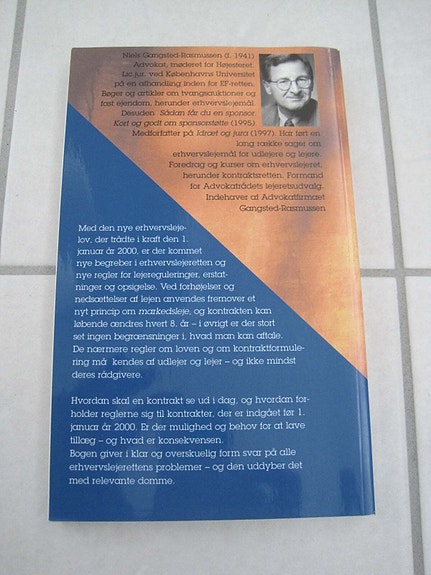 Niels Gangsted-Rasmussen (f. 1941)
Advokat, møderet for Højesteret.
Lic.jur. ved Københavns Universitet
på en afhandling inden for EF-retten.
Bøger og artikler om tvangsauktioner og
fast ejendom, herunder erhvervslejemål.
Desuden Sådan får du en sponsor
Kort og godt om sponsorstøtte (1995).
Medforfatter på Idræt og jura (1997). Har ført en
lang række sager om
erhvervslejemål for udlejere og lejere.
Foredrag og kurser om erhvervslejeret,
herunder kontraktsretten. Formand
for Advokatrådets lejeretsudvalg.
Indehaver af Advokatfirmaet
Gangsted-Rasmussen
Med den nye erhvervsleje-
lov, der trådte i kraft den 1.
januar år 2000, er der kommet
nye begreber i erhvervslejeretten og
nye regler for lejereguleringer, erstat-
ninger og opsigelse. Ved forhøjelser og
nedsættelser af lejen anvendes fremover et
nyt princip om markedsleje, og kontrakten kan
løbende ændres hvert 8. år – i øvrigt er der stort
set ingen begrænsninger i, hvad man kan aftale.
De nærmere regler om loven og om kontraktformule-
ring må kendes af udlejer og lejer – og ikke mindst
deres rådgivere.
Hvordan skal en kontrakt se ud i dag, og hvordan for-
holder reglerne sig til kontrakter, der er indgået før 1.
januar år 2000. Er der mulighed og behov for at lave
tillæg – og hvad er konsekvensen.
Bogen giver i klar og overskuelig form svar på alle
erhvervslejerettens problemer – og den uddyber det
med relevante domme.